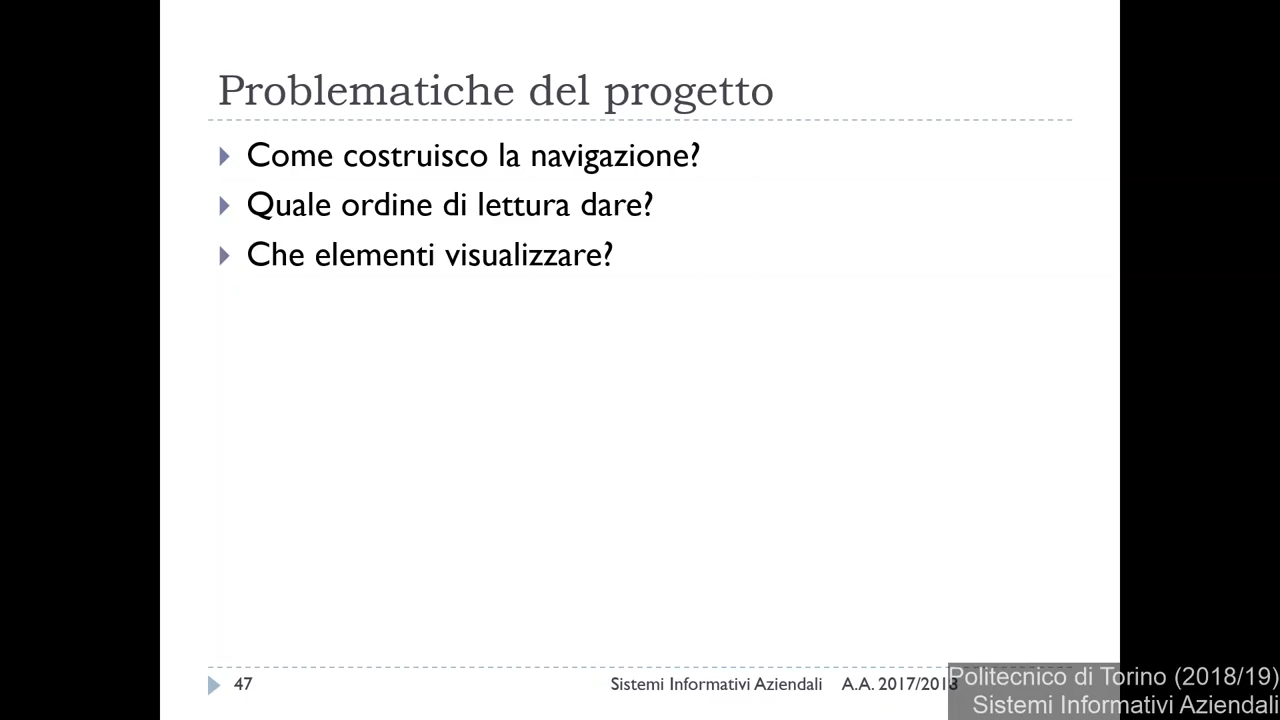 Problematiche del progetto
Come costruisco la navigazione?
Quale ordine di lettura dare?
Che elementi visualizzare?
47
Sistemi Informativi Aziendali A.A. 2017/2018
Politecnico di Torino (2018/19)
Sistemi Informativi Aziendali